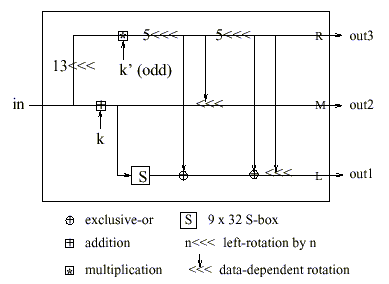 5<<< 5<<< R out3
13<<<
k' (odd)
in <<< M out2
k
S <<< L out1
exclusive-or S 9 x 32 S-box
addition n<<< left-rotation by n
multiplication <<< data-dependent rotation